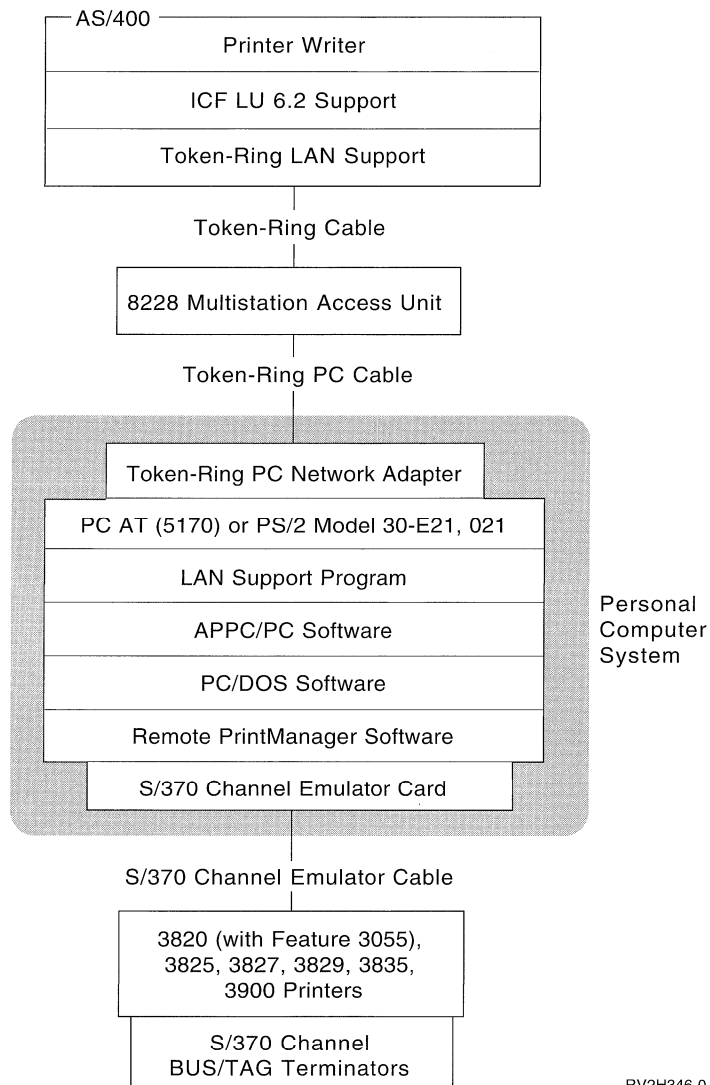 AS/400
Printer Writer
ICF LU 6.2 Support
Token-Ring LAN Support
Token-Ring Cable
8228 Multistation Access Unit
Token-Ring PC Cable
Token-Ring PC Network Adapter
PC AT (5170) or PS/2 Model 30-E21, 021
LAN Support Program
APPC/PC Software
PC/DOS Software
Remote PrintManager Software
S/370 Channel Emulator Card
Personal
Computer
System
S/370 Channel Emulator Cable
3820 (with Feature 3055),
3825, 3827, 3829, 3835,
3900 Printers
S/370 Channel
BUS/TAG Terminators